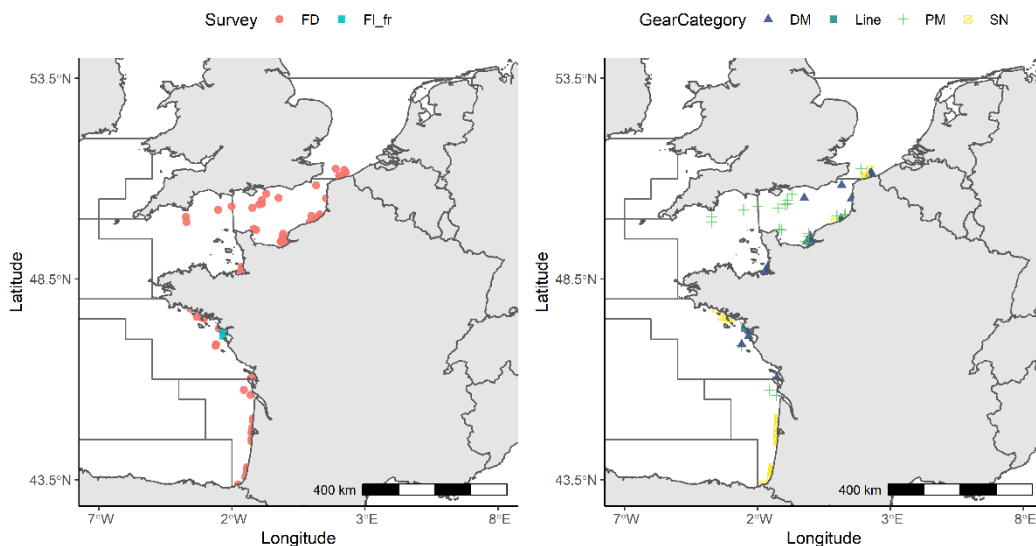 Survey FD FI_fr
53.5°N
48.5°N
43.5°N
Latitude
400 km
7°W 2°W 3°E 8°E
Longitude
GearCategory DM Line PM SN
53.5°N
48.5°N
43.5°N
Latitude
400 km
7°W 2°W 3°E 8°E
Longitude